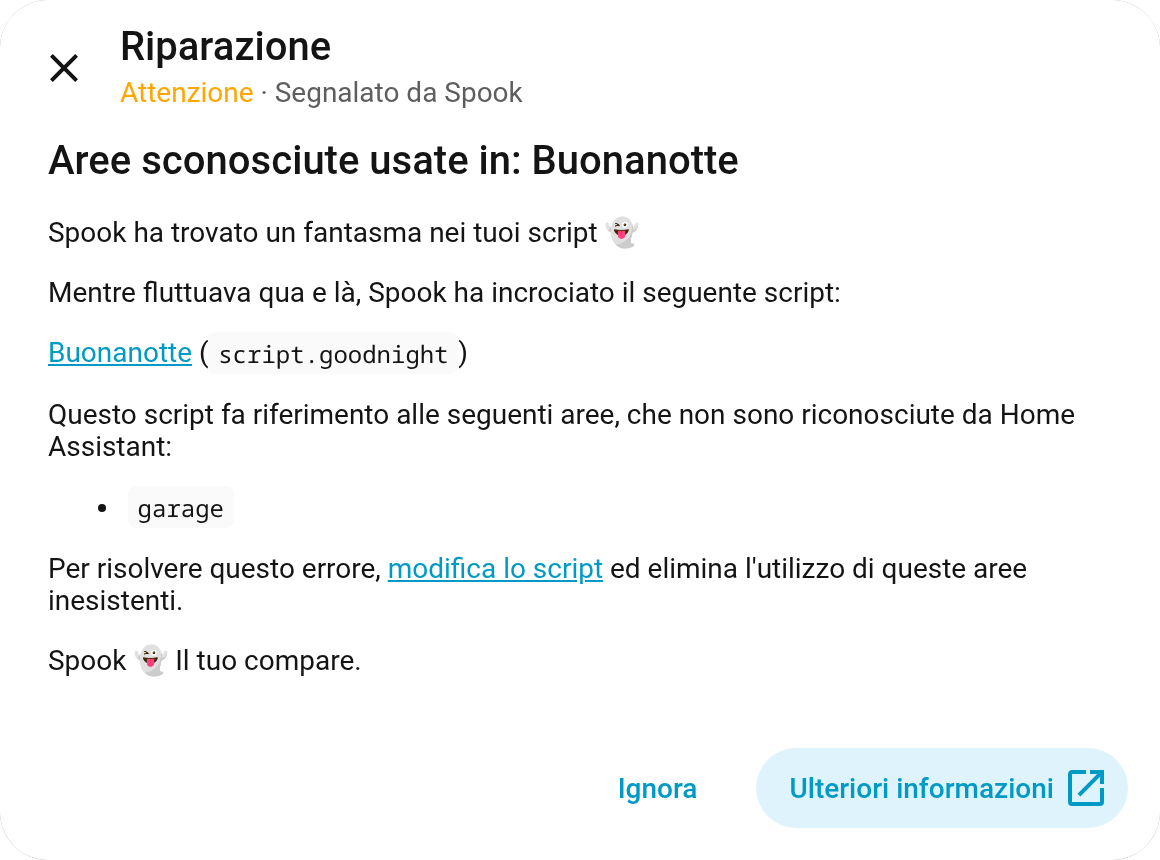 Riparazione
Attenzione · Segnalato da Spook
Aree sconosciute usate in: Buonanotte
Spook ha trovato un fantasma nei tuoi script 👻
Mentre fluttuava qua e là, Spook ha incrociato il seguente script:
Buonanotte ( script.goodnight )
Questo script fa riferimento alle seguenti aree, che non sono riconosciute da Home
Assistant:
• garage
Per risolvere questo errore, modifica lo script ed elimina l'utilizzo di queste aree
inesistenti.
Spook 👻 Il tuo compare.
Ignora
Ulteriori informazioni